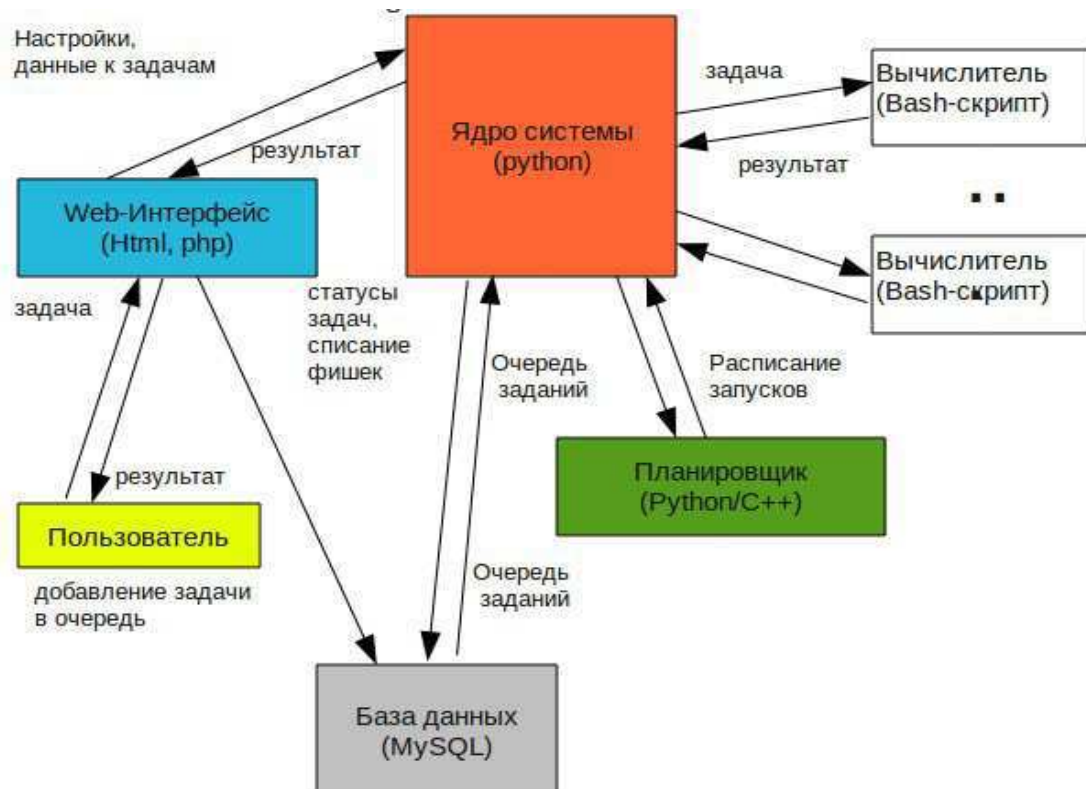 Настройки,
данные к задачам
результат
Web-Интерфейс
(Html, php)
задача
результат
Пользователь
добавление задачи
в очередь
Ядро системы
(python)
статусы
задач,
списание
фишек
Очередь
заданий
Очередь
заданий
База данных
(MySQL)
задача
результат
Вычислитель
(Bash-скрипт)
Вычислитель
(Bash-скрипт)
Расписание
запусков
Планировщик
(Python/C++)